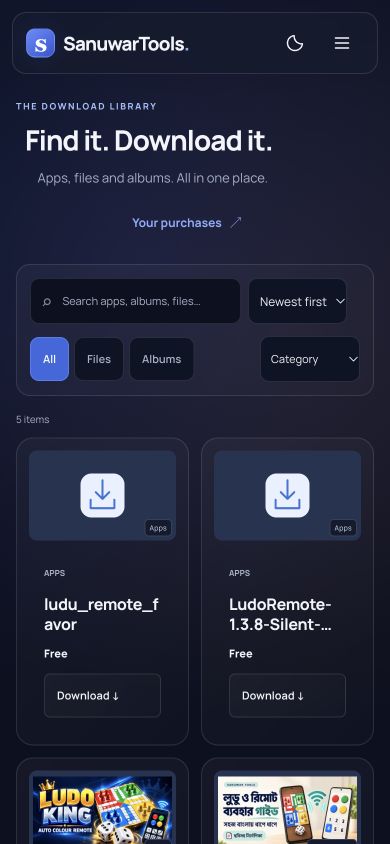 S SanuwarTools.
THE DOWNLOAD LIBRARY
Find it. Download it.
Apps, files and albums. All in one place.
Your purchases ↗
Search apps, albums, files…
Newest first
All
Files
Albums
Category
5 items
Apps
APPS
ludu_remote_f
avor
Free
Download ↓
Apps
APPS
LudoRemote-
1.3.8-Silent-…
Free
Download ↓
LUDO
KING
AUTO COLOUR REMOTE
লুডু ও রিমোট
ব্যবহার গাইড